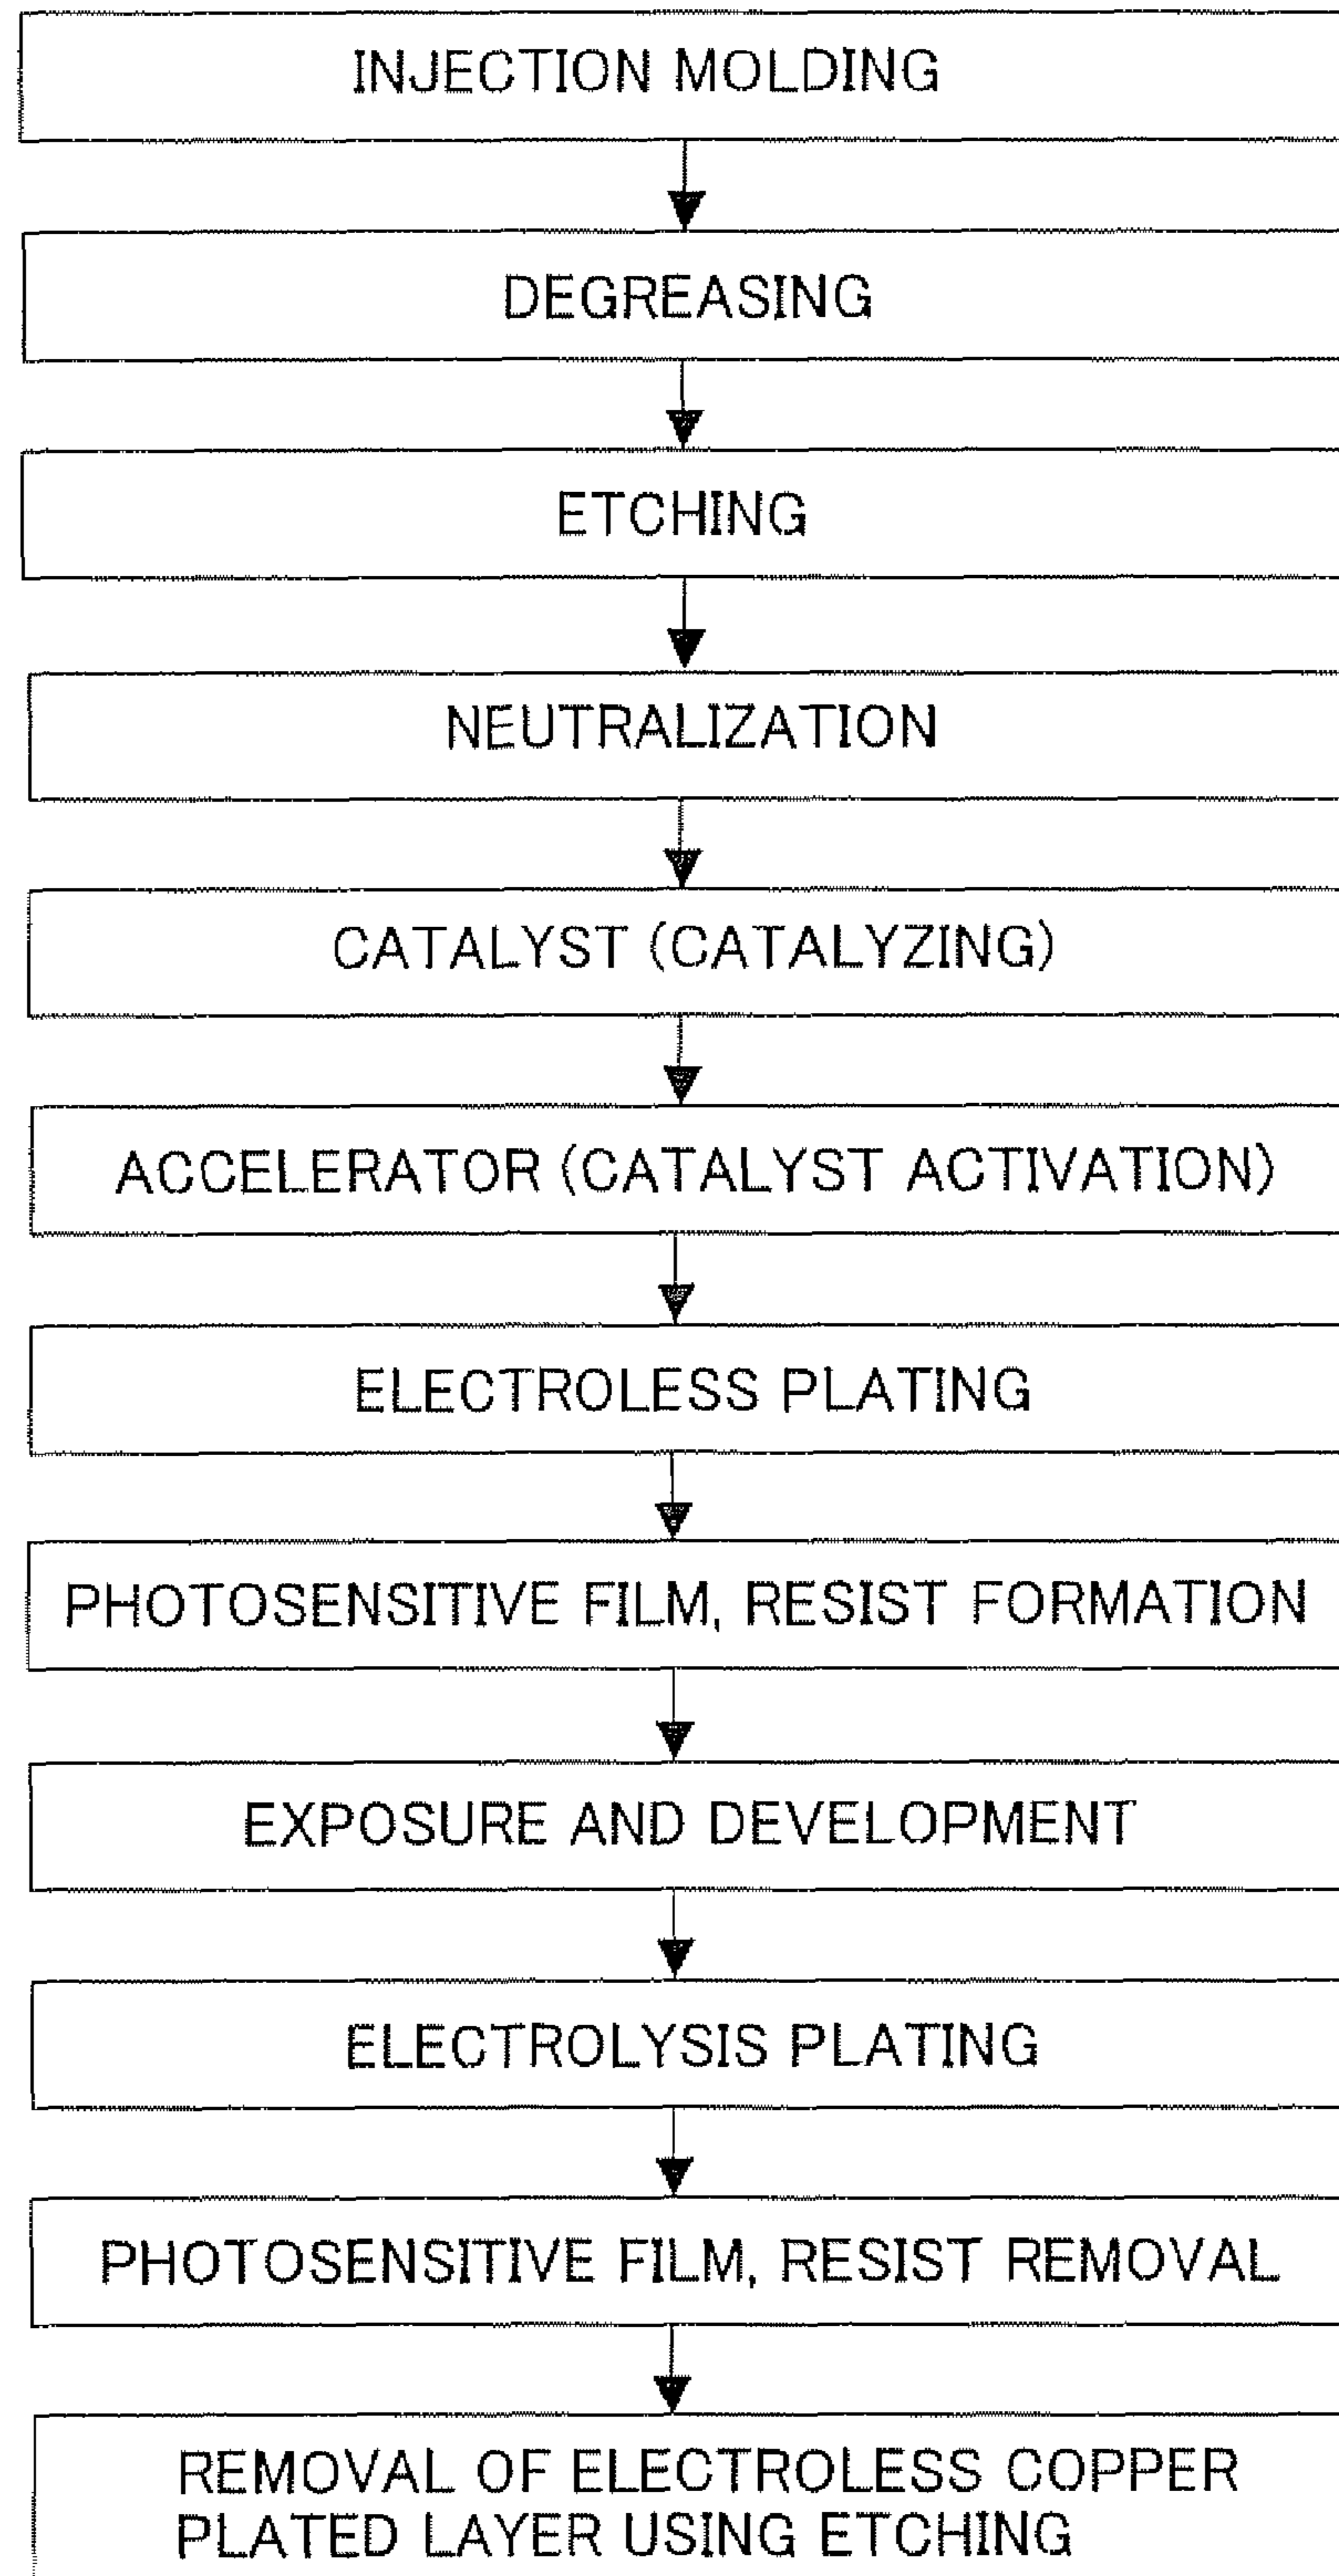 INJECTION MOLDING
DEGREASING
ETCHING
NEUTRALIZATION
CATALYST (CATALYZING)
ACCELERATOR (CATALYST ACTIVATION)
ELECTROLESS PLATING
PHOTOSENSITIVE FILM, RESIST FORMATION
EXPOSURE AND DEVELOPMENT
ELECTROLYSIS PLATING
PHOTOSENSITIVE FILM, RESIST REMOVAL
REMOVAL OF ELECTROLESS COPPER
PLATED LAYER USING ETCHING